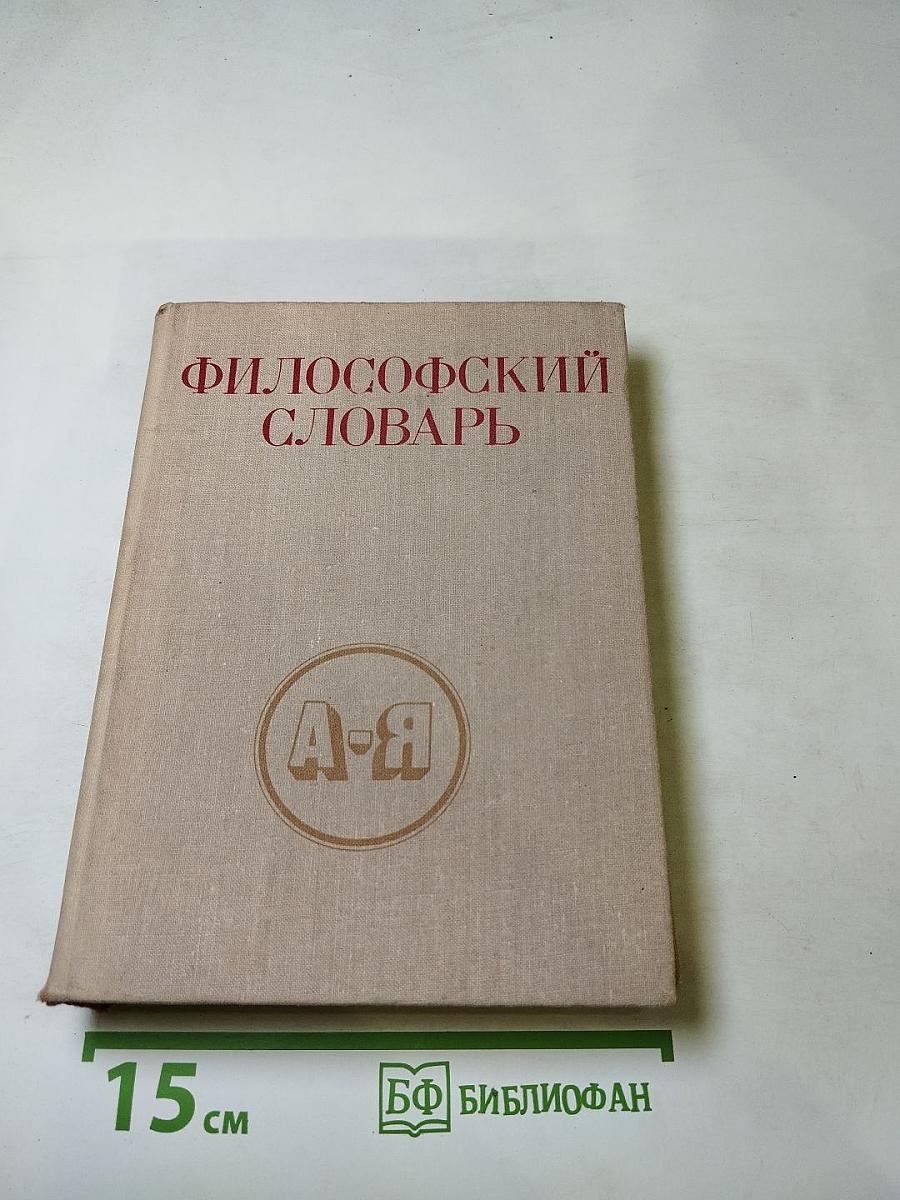 ФИЛОСОФСКИЙ
СЛОВАРЬ
А-Я
15 см
БФ БИБЛИОФАН